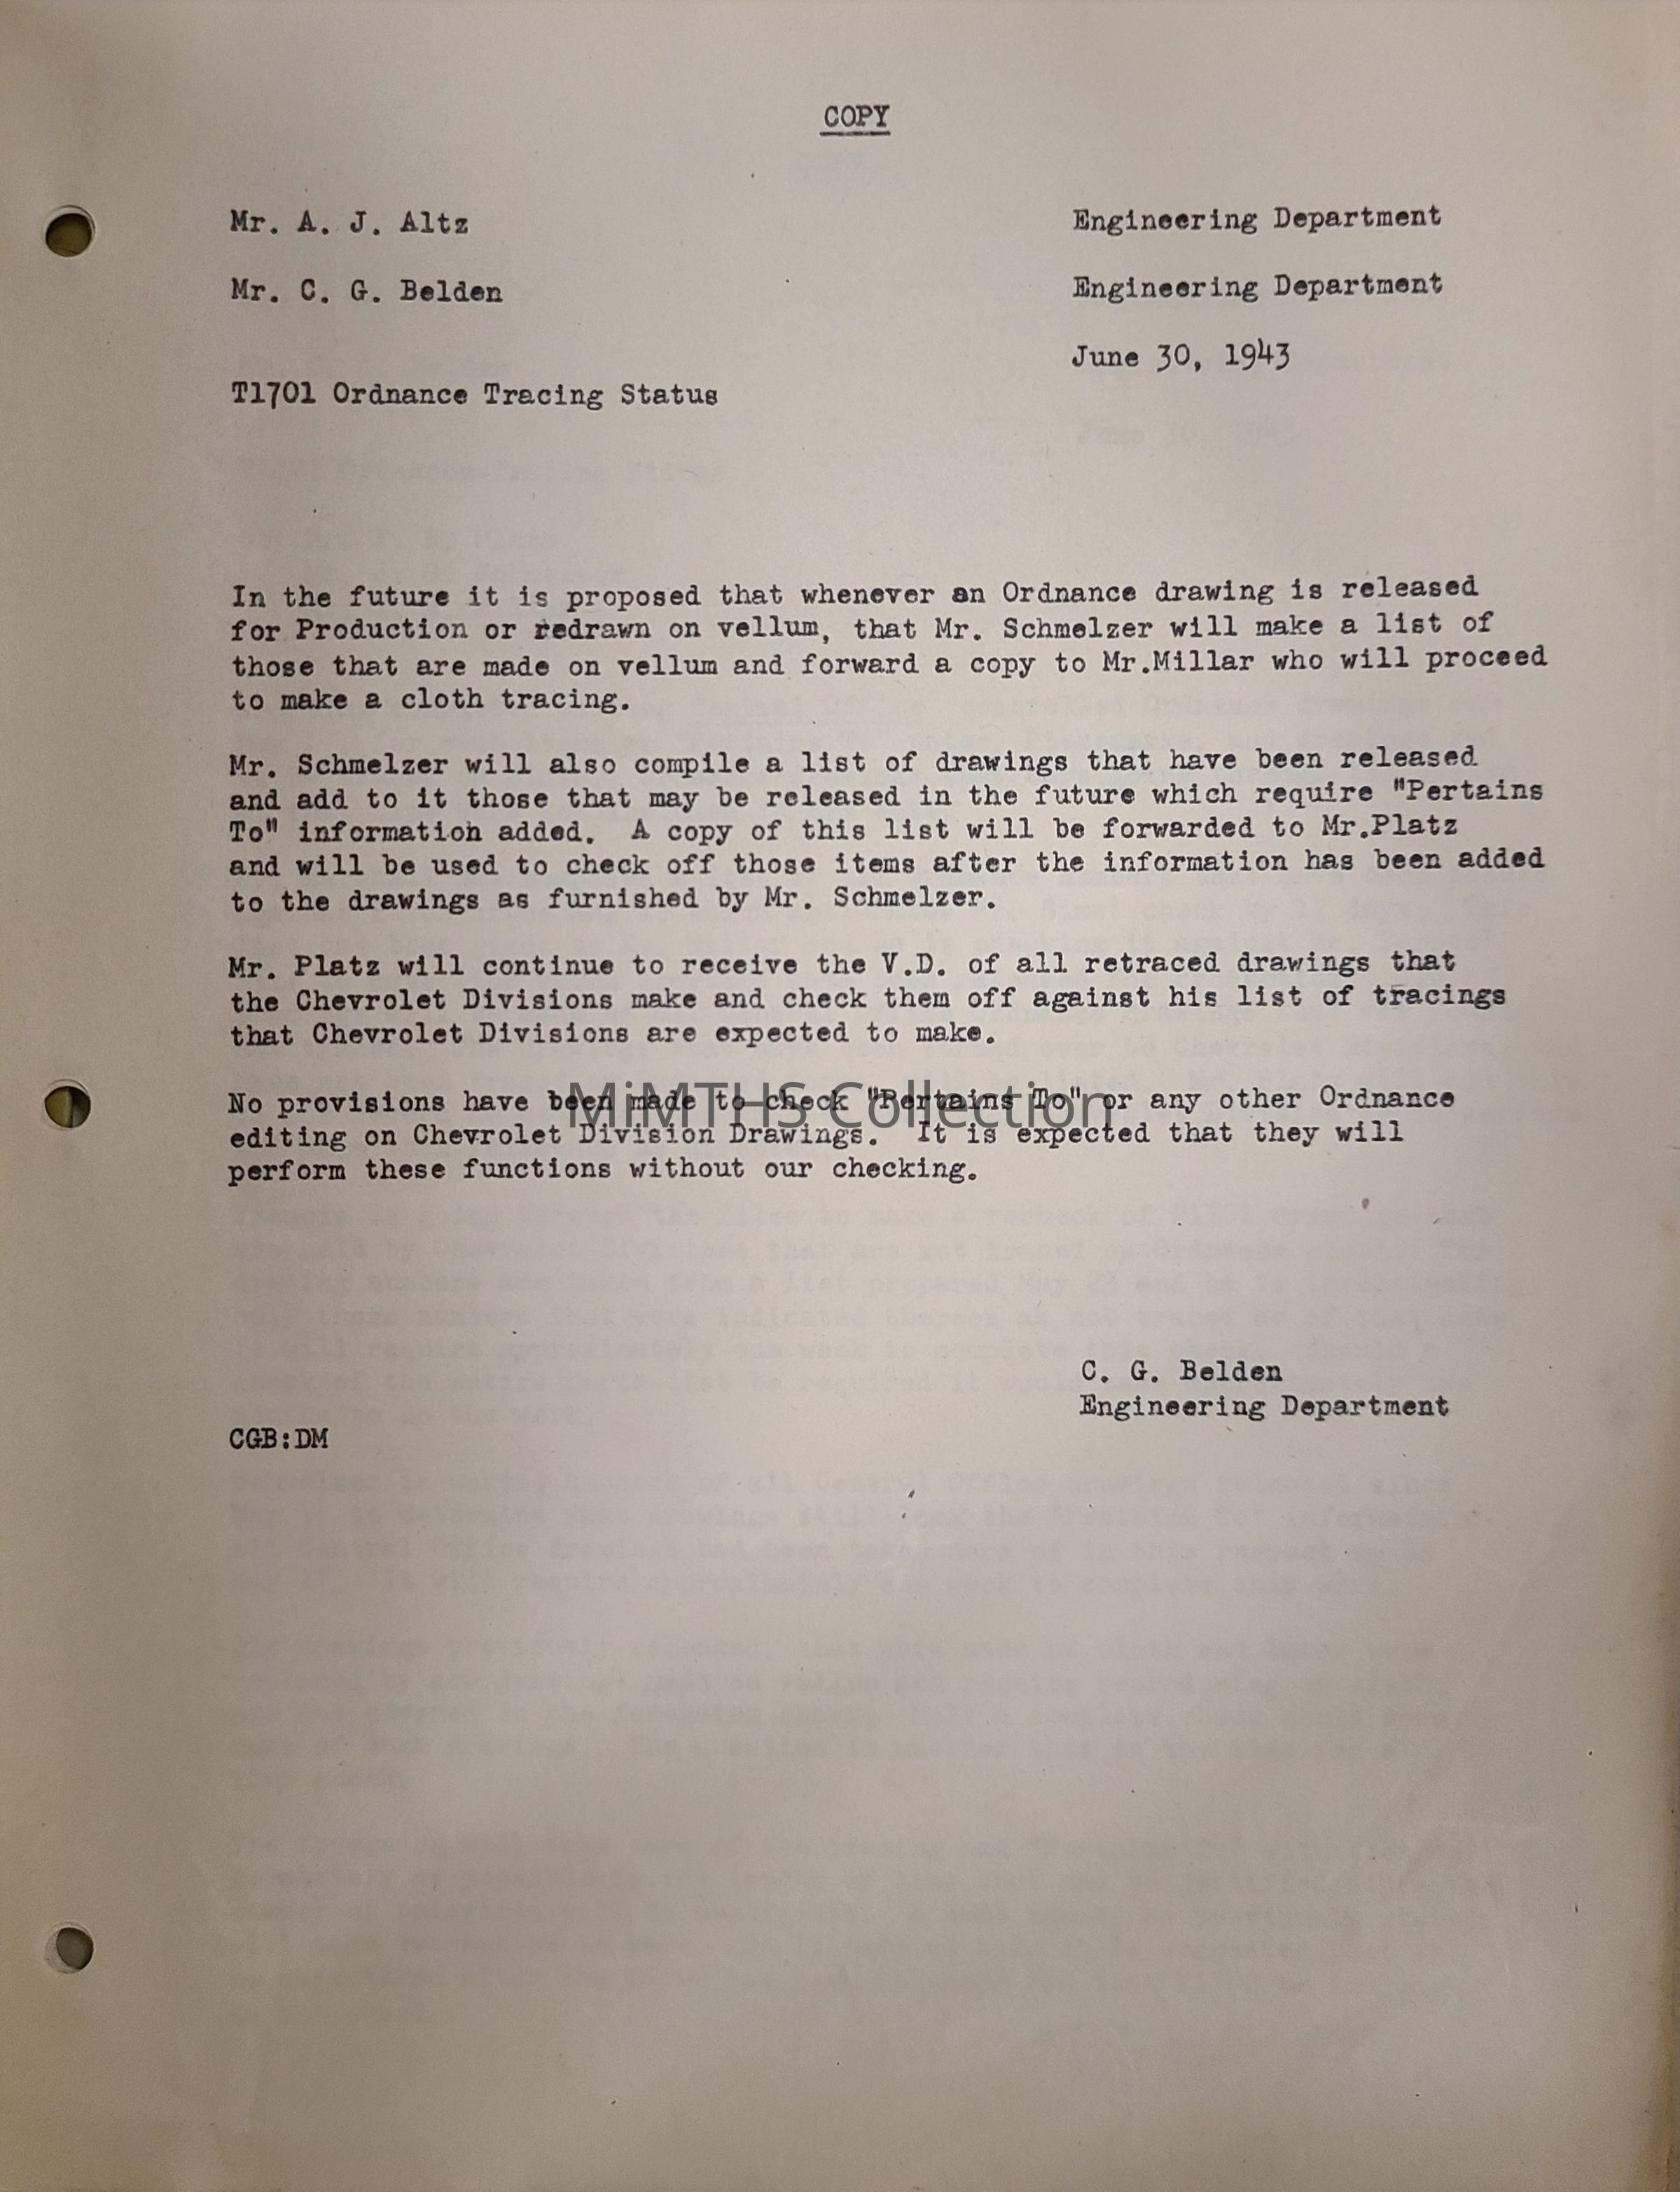 COPY
Mr. A. J. Altz Engineering Department
Mr. C. G. Belden Engineering Department
June 30, 1943
T1701 Ordnance Tracing Status
In the future it is proposed that whenever an Ordnance drawing is released
for Production or redrawn on vellum, that Mr. Schmelzer will make a list of
those that are made on vellum and forward a copy to Mr.Millar who will proceed
to make a cloth tracing.
Mr. Schmelzer will also compile a list of drawings that have been released
and add to it those that may be released in the future which require "Pertains
To" information added. A copy of this list will be forwarded to Mr.Platz
and will be used to check off those items after the information has been added
to the drawings as furnished by Mr. Schmelzer.
Mr. Platz will continue to receive the V.D. of all retraced drawings that
the Chevrolet Divisions make and check them off against his list of tracings
that Chevrolet Divisions are expected to make.
No provisions have been made to check "Pertains To" or any other Ordnance
MiMTHS Collection
editing on Chevrolet Division Drawings. It is expected that they will
perform these functions without our checking.
C. G. Belden
Engineering Department
CGB:DM